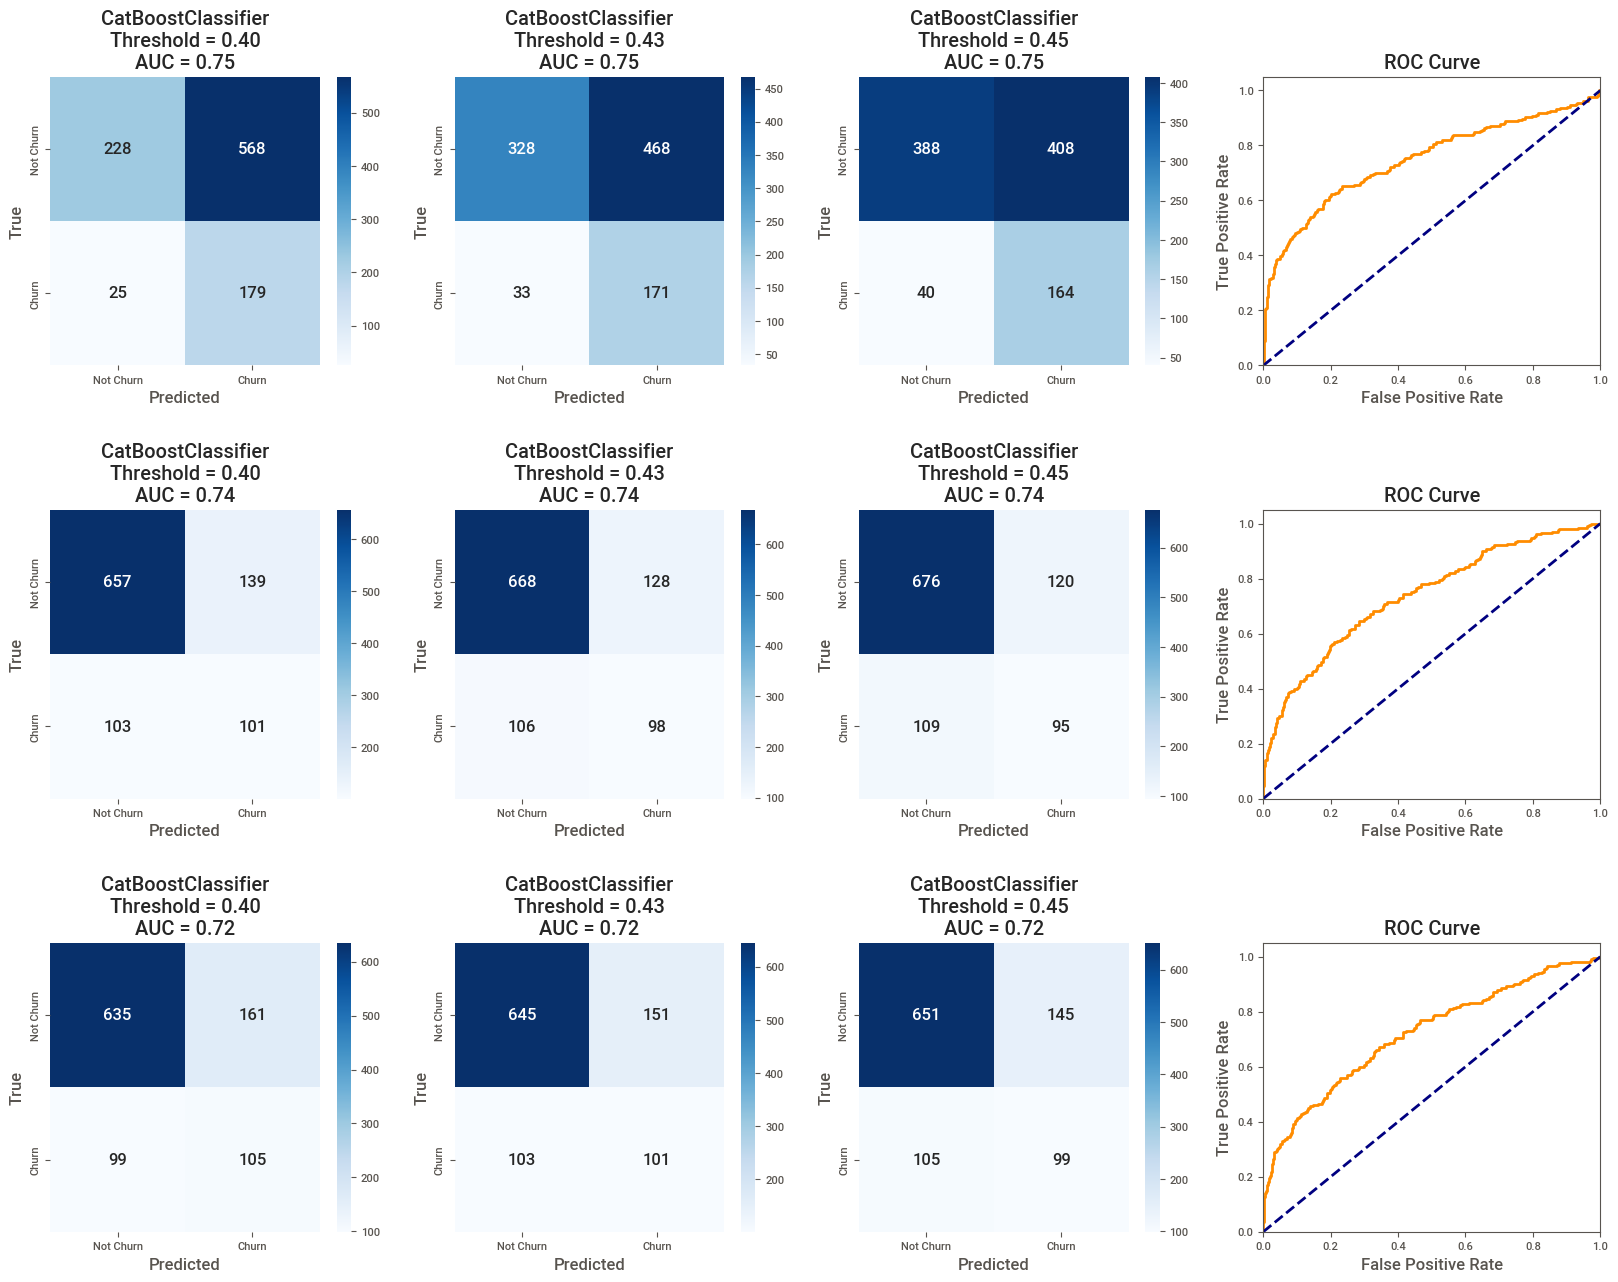 CatBoostClassifier
Threshold = 0.40
AUC = 0.75
True
Not Churn
Churn
228
568
25
179
Not Churn
Churn
Predicted
500
400
300
200
100
CatBoostClassifier
Threshold = 0.43
AUC = 0.75
True
328
468
33
171
Not Churn
Churn
Predicted
450
400
350
300
250
200
150
100
50
CatBoostClassifier
Threshold = 0.45
AUC = 0.75
True
Not Churn
Churn
388
408
40
164
Not Churn
Churn
Predicted
400
350
300
250
200
150
100
50
ROC Curve
True Positive Rate
1.0
0.8
0.6
0.4
0.2
0.0
0.0
0.2
0.4
0.6
0.8
1.0
False Positive Rate
CatBoostClassifier
Threshold = 0.40
AUC = 0.74
True
Not Churn
Churn
657
139
103
101
Not Churn
Churn
Predicted
600
500
400
300
200
CatBoostClassifier
Threshold = 0.43
AUC = 0.74
True
Not Churn
Churn
668
128
106
98
Not Churn
Churn
Predicted
600
500
400
300
200
100
CatBoostClassifier
Threshold = 0.45
AUC = 0.74
True
Not Churn
Churn
676
120
109
95
Not Churn
Churn
Predicted
600
500
400
300
200
100
ROC Curve
True Positive Rate
1.0
0.8
0.6
0.4
0.2
0.0
0.0
0.2
0.4
0.6
0.8
1.0
False Positive Rate
CatBoostClassifier
Threshold = 0.40
AUC = 0.72
True
Not Churn
Churn
635
161
99
105
Not Churn
Churn
Predicted
600
500
400
300
200
100
CatBoostClassifier
Threshold = 0.43
AUC = 0.72
True
Not Churn
Churn
645
151
103
101
Not Churn
Churn
Predicted
600
500
400
300
200
CatBoostClassifier
Threshold = 0.45
AUC = 0.72
True
Not Churn
Churn
651
145
105
99
Not Churn
Churn
Predicted
600
500
400
300
200
100
ROC Curve
True Positive Rate
1.0
0.8
0.6
0.4
0.2
0.0
0.0
0.2
0.4
0.6
0.8
1.0
False Positive Rate